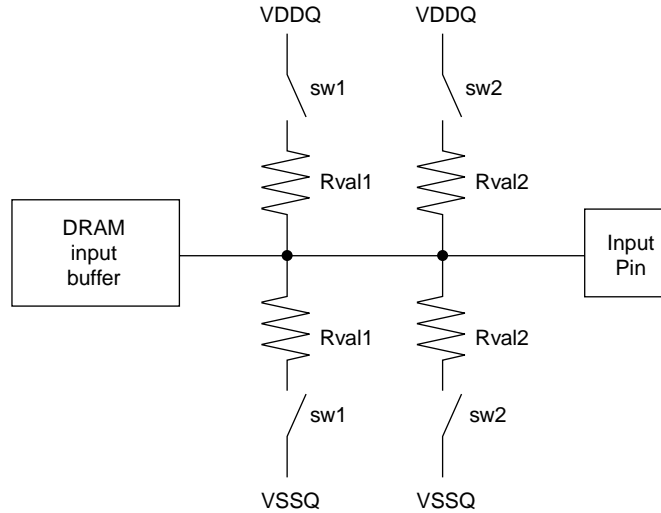 VDDQ
VDDQ
sw1
sw2
Rval1
Rval2
DRAM
input
buffer
Input
Pin
Rval1
Rval2
sw1
sw2
VSSQ
VSSQ